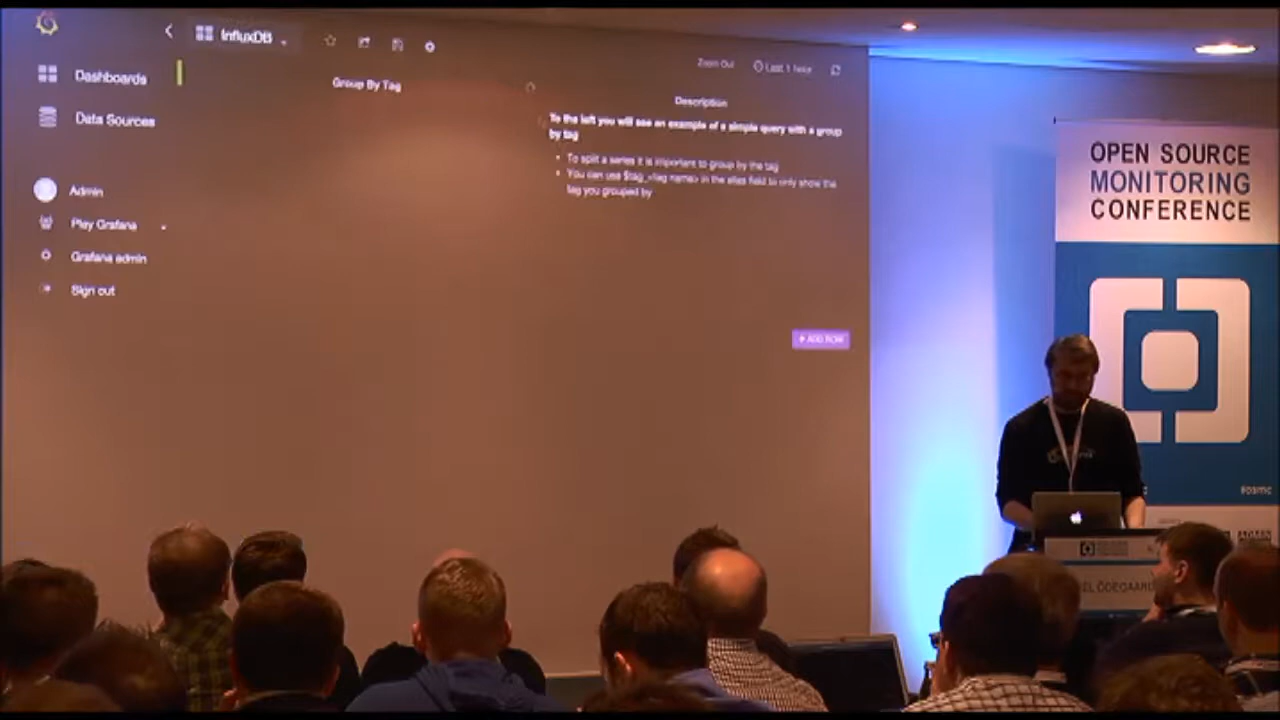 InfluxDB
Zoom Out
Last 1 hour
Dashboards
Data Sources
Admin
Play Grafana
Grafana admin
Sign out
Group By Tag
Description
To the left you will see an example of a simple query with a group
by tag
To split a series it is important to group by the tag
You can use $tag_<tag name> in the alias field to only show the
tag you grouped by
+ ADD ROW
OPEN SOURCE
MONITORING
CONFERENCE
#OSMC
EL ÖDEGAARD